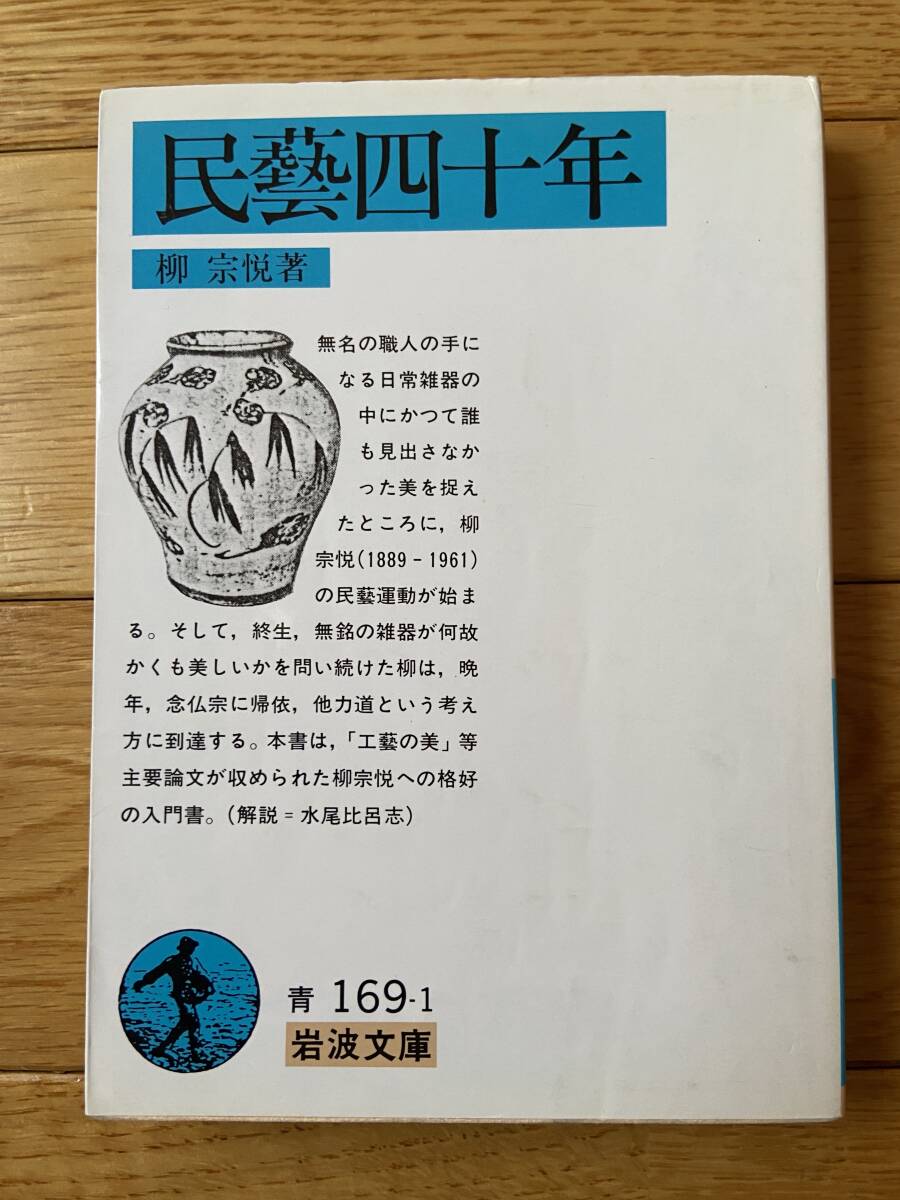 民藝四十年
柳 宗悦著
無名の職人の手に
なる日常雑器の
中にかつて誰
も見出さなか
った美を捉え
たところに，柳
宗悦(1889－1961)
の民藝運動が始ま
る。そして，終生，無銘の雑器が何故
かくも美しいかを問い続けた柳は，晩
年，念仏宗に帰依，他力道という考え
方に到達する。本書は，「工藝の美」等
主要論文が収められた柳宗悦への格好
の入門書。(解説＝水尾比呂志)
青 169-1
岩波文庫